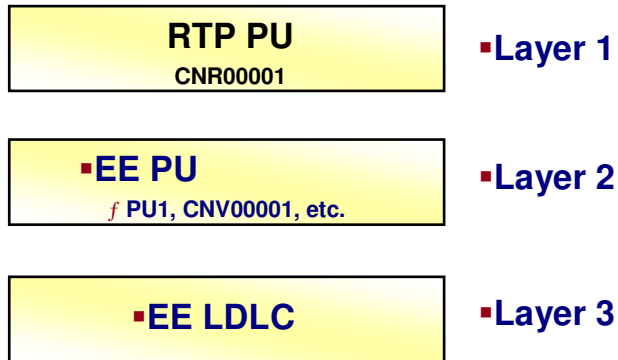 RTP PU
CNR00001
▪Layer 1
▪EE PU
ƒ PU1, CNV00001, etc.
▪Layer 2
▪EE LDLC
▪Layer 3